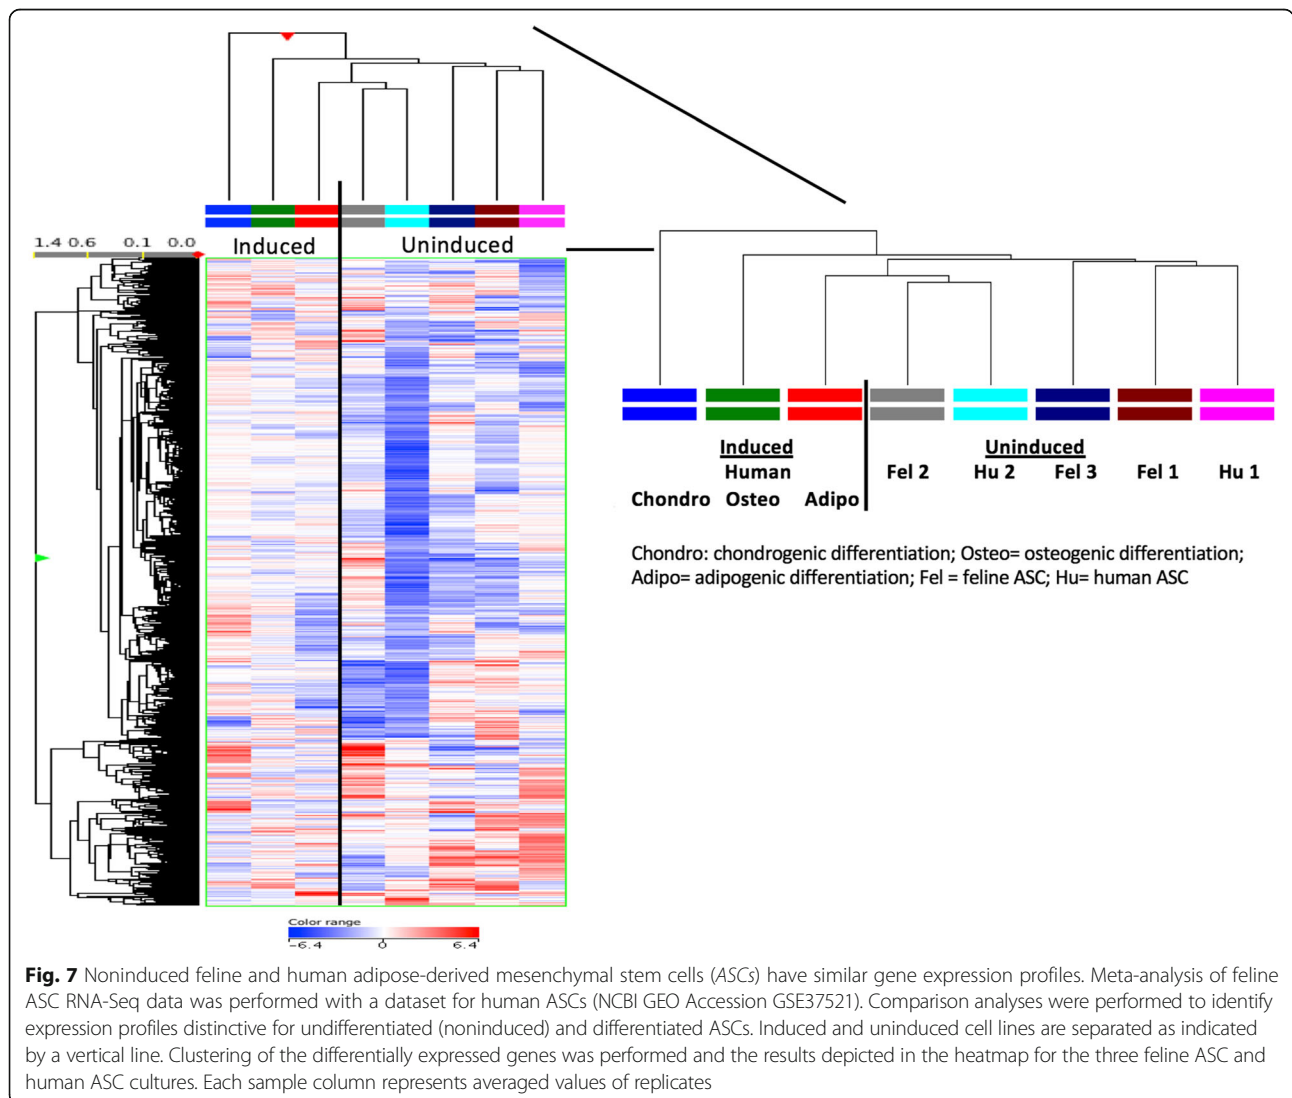 Induced
Uninduced
1.4 0.6 0.1 0.0
Induced
Uninduced
Human
Fel 2 Hu 2 Fel 3 Fel 1 Hu 1
Chondro Osteo Adipo
Chondro: chondrogenic differentiation; Osteo= osteogenic differentiation;
Adipo= adipogenic differentiation; Fel = feline ASC; Hu= human ASC
Color range
-6.4 0 6.4
Fig. 7 Noninduced feline and human adipose-derived mesenchymal stem cells (ASCs) have similar gene expression profiles. Meta-analysis of feline
ASC RNA-Seq data was performed with a dataset for human ASCs (NCBI GEO Accession GSE37521). Comparison analyses were performed to identify
expression profiles distinctive for undifferentiated (noninduced) and differentiated ASCs. Induced and uninduced cell lines are separated as indicated
by a vertical line. Clustering of the differentially expressed genes was performed and the results depicted in the heatmap for the three feline ASC and
human ASC cultures. Each sample column represents averaged values of replicates